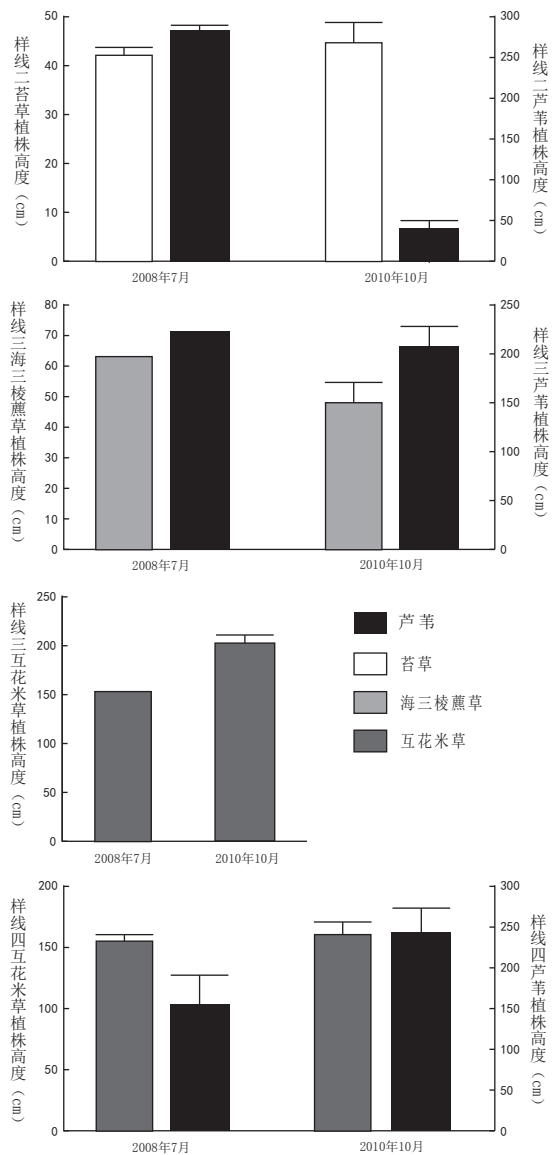 样线二苔草植株高度(cm)
50
40
30
20
10
0
300
250
200
150
100
50
0
样线二芦苇植株高度(cm)
2008年7月
2010年10月
样线三海三棱藨草植株高度(cm)
80
70
60
50
40
30
20
10
0
250
200
150
100
50
0
样线三芦苇植株高度(cm)
2008年7月
2010年10月
样线三互花米草植株高度(cm)
250
200
150
100
50
0
2008年7月
2010年10月
芦苇
苔草
海三棱藨草
互花米草
样线四互花米草植株高度(cm)
200
150
100
50
0
300
250
200
150
100
50
0
样线四芦苇植株高度(cm)
2008年7月
2010年10月